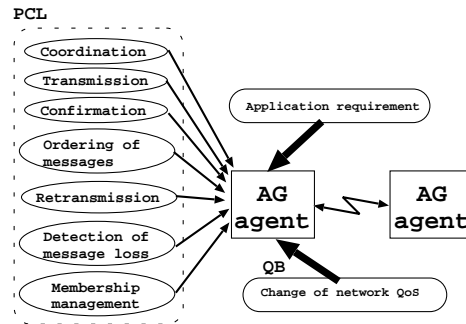 PCL
Coordination
Transmission
Confirmation
Ordering of
messages
Retransmission
Detection of
message loss
Membership
management
Application requirement
AG
agent
AG
agent
QB
Change of network QoS